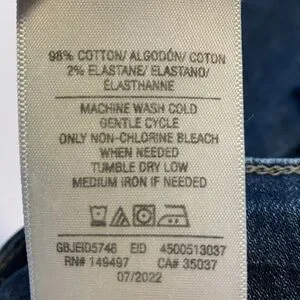 98% COTTON/ ALGODÓN/ COTON
2% ELASTANE/ ELASTANO/
ÉLASTHANNE
MACHINE WASH COLD
GENTLE CYCLE
ONLY NON-CHLORINE BLEACH
WHEN NEEDED
TUMBLE DRY LOW
MEDIUM IRON IF NEEDED
GBJEID5748 EID 4500513037
RN# 149497 CA# 35037
07/2022